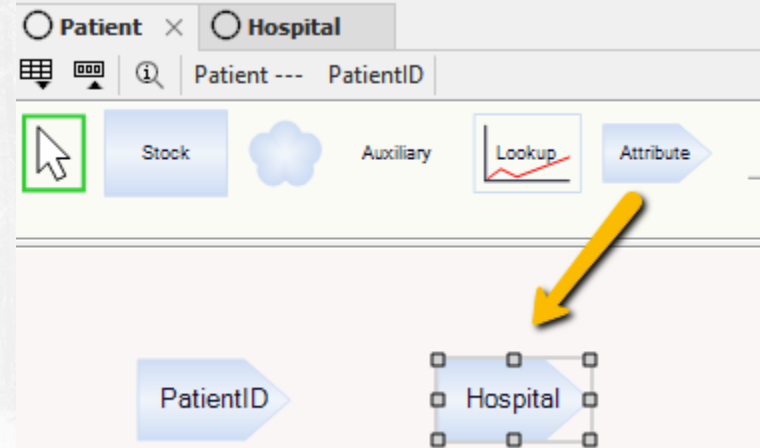 Patient Hospital
Patient --- PatientID
Stock Auxiliary Lookup Attribute
PatientID Hospital